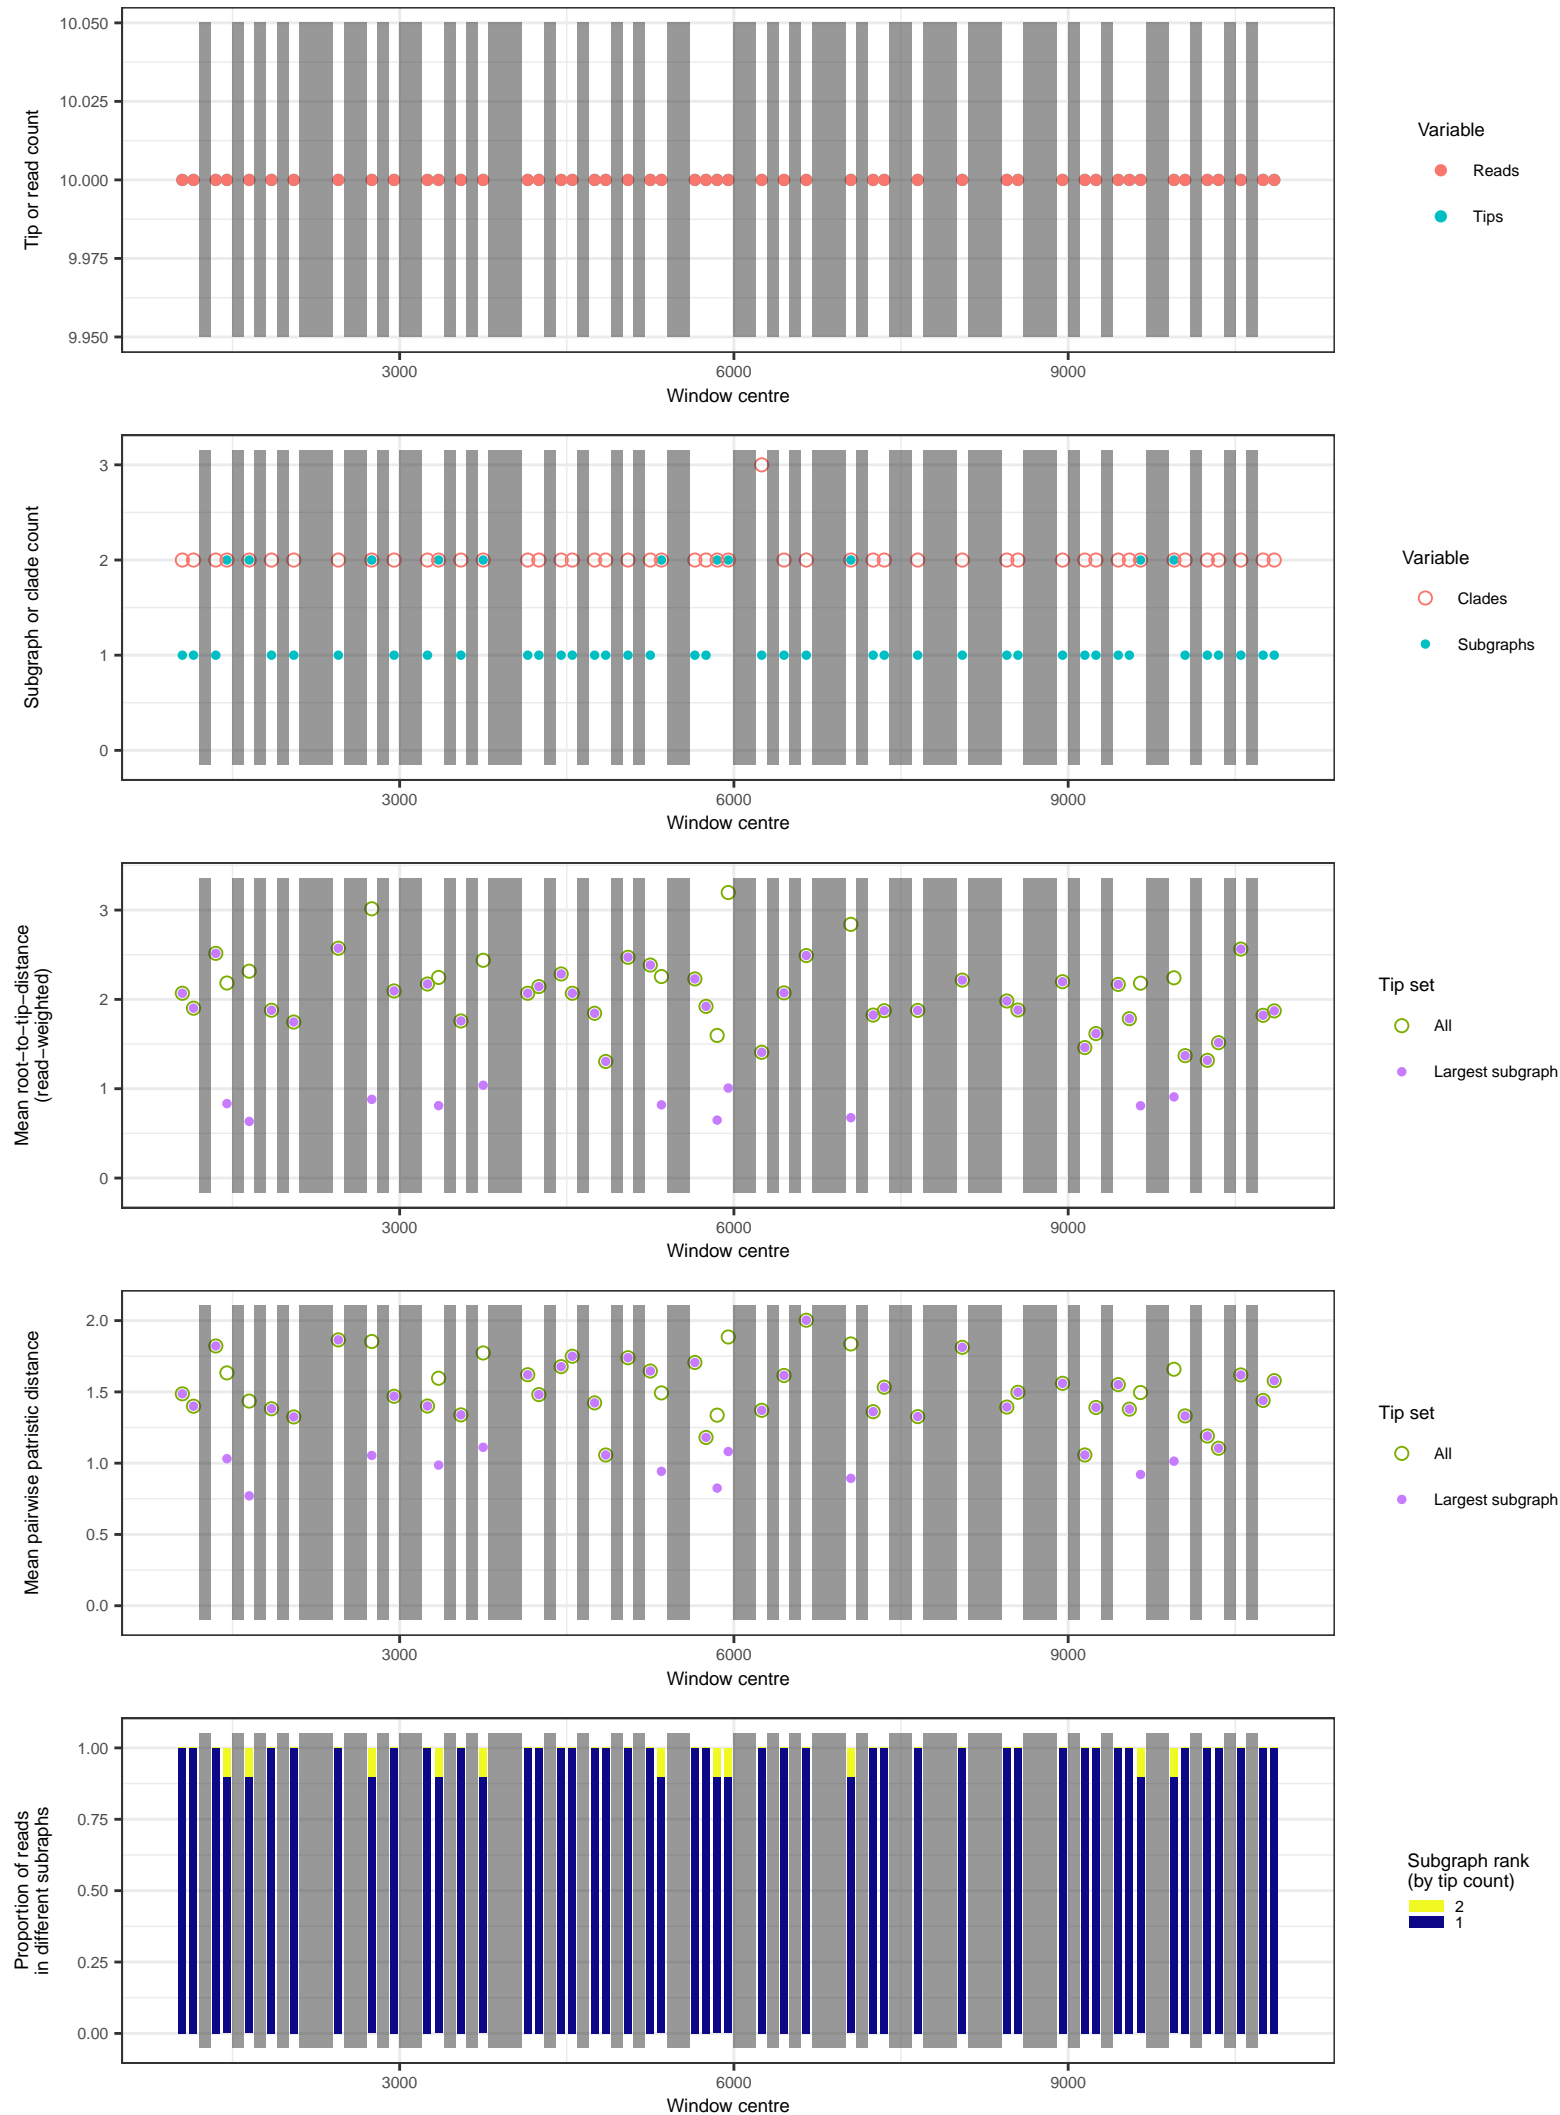 10.050
10.025
10.000
9.975
9.950
Tip or read count
3000
6000
9000
Window centre
Variable
Reads
Tips
3
2
1
0
Subgraph or clade count
3000
6000
9000
Window centre
Variable
Clades
Subgraphs
3
2
1
0
Mean root−to−tip−distance
(read−weighted)
3000
6000
9000
Window centre
Tip set
All
Largest subgraph
2.0
1.5
1.0
0.5
0.0
Mean pairwise patristic distance
3000
6000
9000
Window centre
Tip set
All
Largest subgraph
1.00
0.75
0.50
0.25
0.00
Proportion of reads
in different subraphs
3000
6000
9000
Window centre
Subgraph rank
(by tip count)
2
1